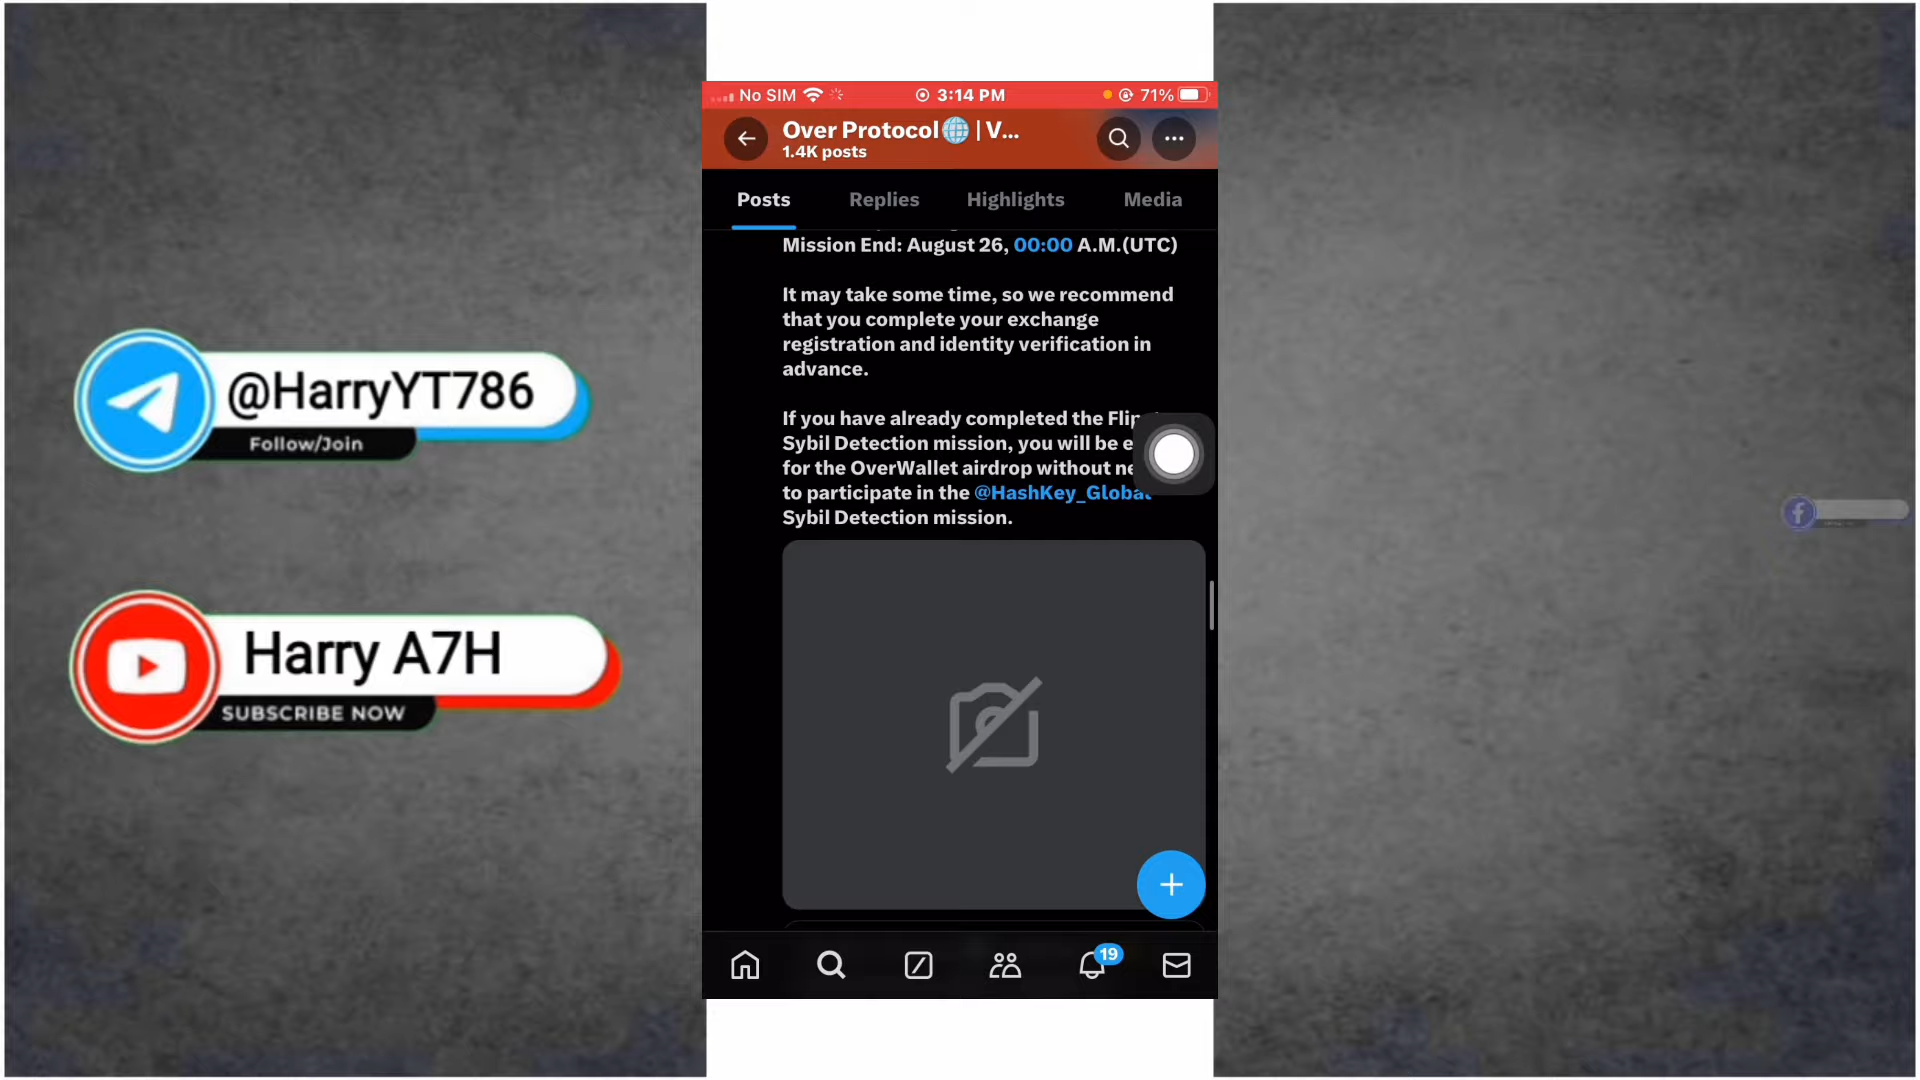 No SIM
3:14 PM
71%
Over Protocol🌐 | V...
1.4K posts
Posts
Replies
Highlights
Media
Mission End: August 26, 00:00 A.M.(UTC)
It may take some time, so we recommend
that you complete your exchange
registration and identity verification in
advance.
If you have already completed the
Sybil Detection mission, you will be
for the OverWallet airdrop without
to participate in the @HashKey_Global
Sybil Detection mission.
19
@HarryYT786
Follow/Join
Harry A7H
SUBSCRIBE NOW